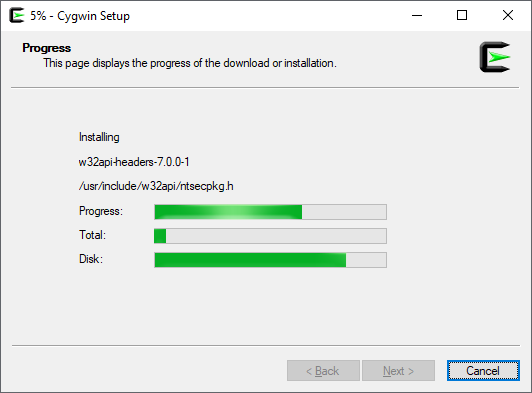 5% - Cygwin Setup
Progress
This page displays the progress of the download or installation.
Installing
w32api-headers-7.0.0-1
/usr/include/w32api/ntsecpkg.h
Progress:
Total:
Disk:
< Back Next > Cancel